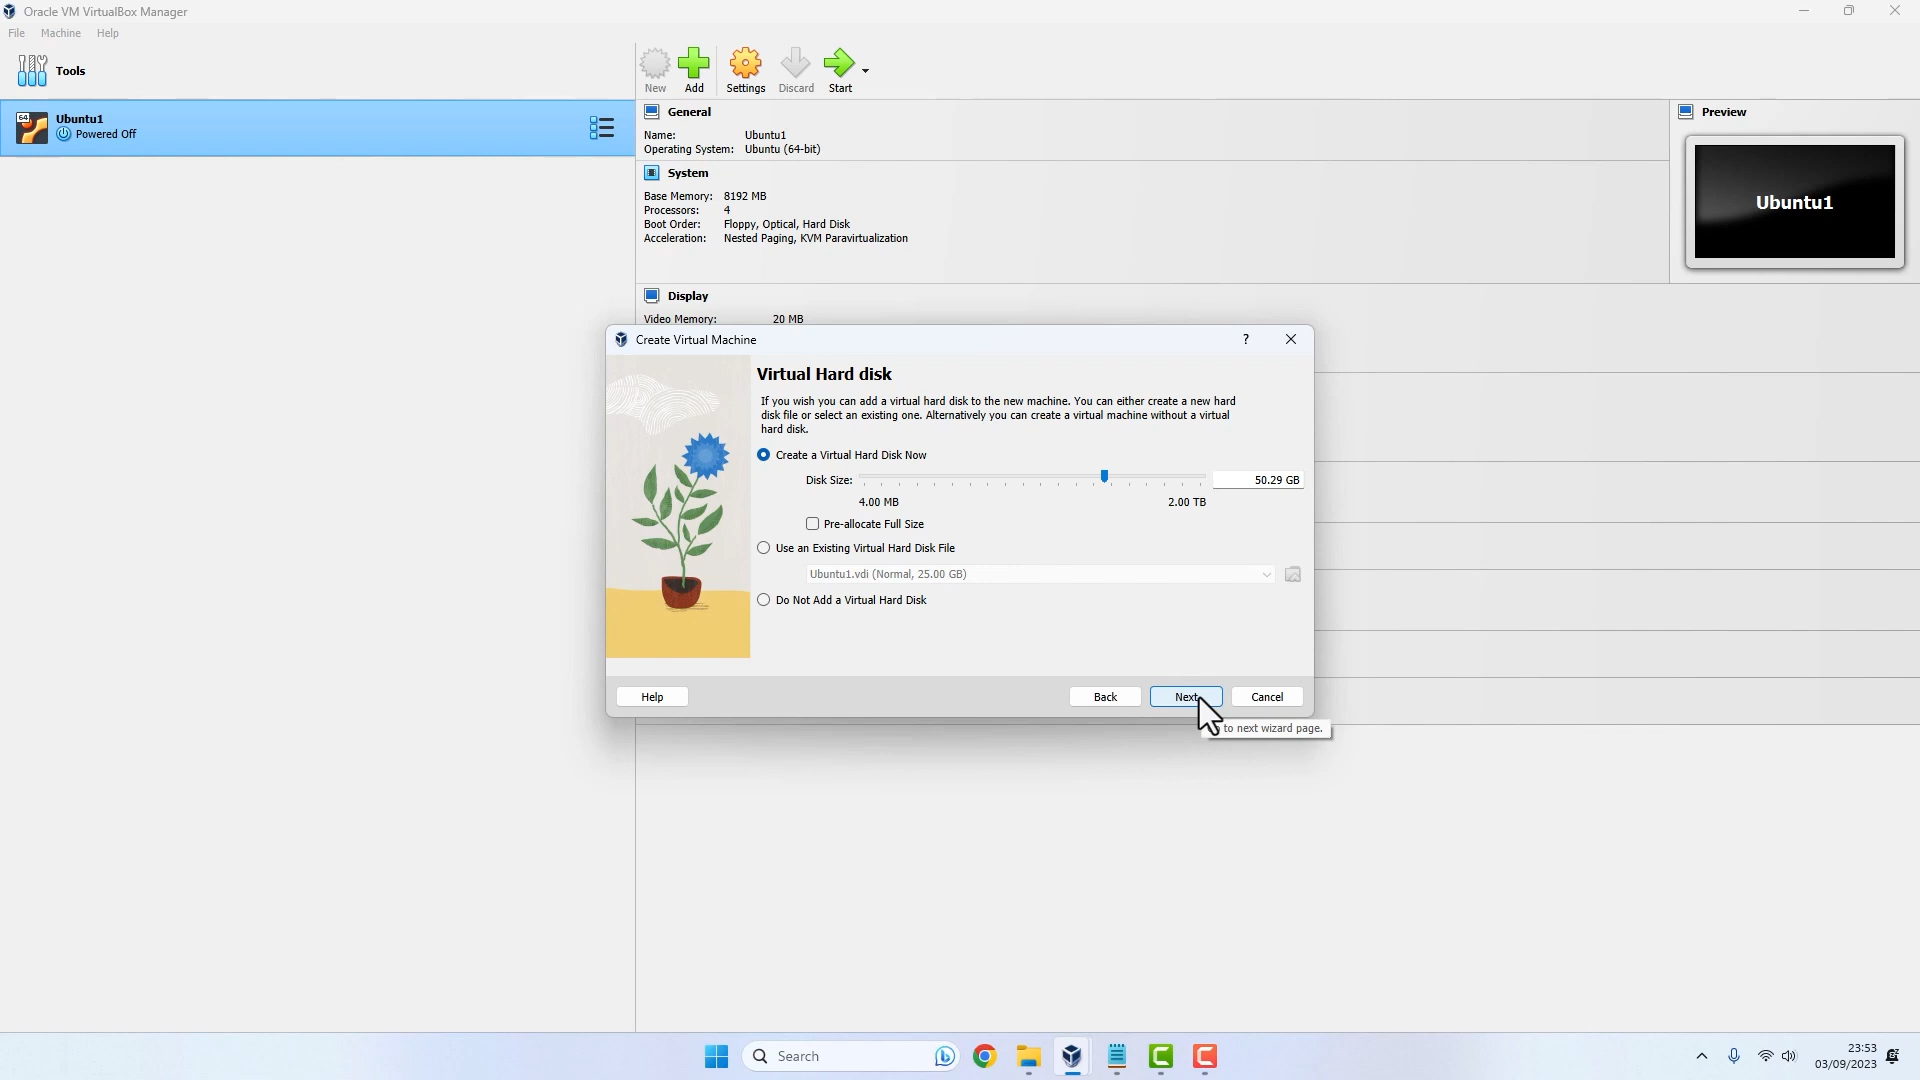 Oracle VM VirtualBox Manager
File Machine Help
Tools
New Add Settings Discard Start
64 Ubuntu1
Powered Off
General
Name: Ubuntu1
Operating System: Ubuntu (64-bit)
System
Base Memory: 8192 MB
Processors: 4
Boot Order: Floppy, Optical, Hard Disk
Acceleration: Nested Paging, KVM Paravirtualization
Display
Video Memory: 20 MB
Preview
Ubuntu1
Create Virtual Machine ?
Virtual Hard disk
If you wish you can add a virtual hard disk to the new machine. You can either create a new hard
disk file or select an existing one. Alternatively you can create a virtual machine without a virtual
hard disk.
Create a Virtual Hard Disk Now
Disk Size: 50.29 GB
4.00 MB 2.00 TB
Pre-allocate Full Size
Use an Existing Virtual Hard Disk File
Ubuntu1.vdi (Normal, 25.00 GB)
Do Not Add a Virtual Hard Disk
Help Back Next Cancel
to next wizard page.
Search
23:53
03/09/2023